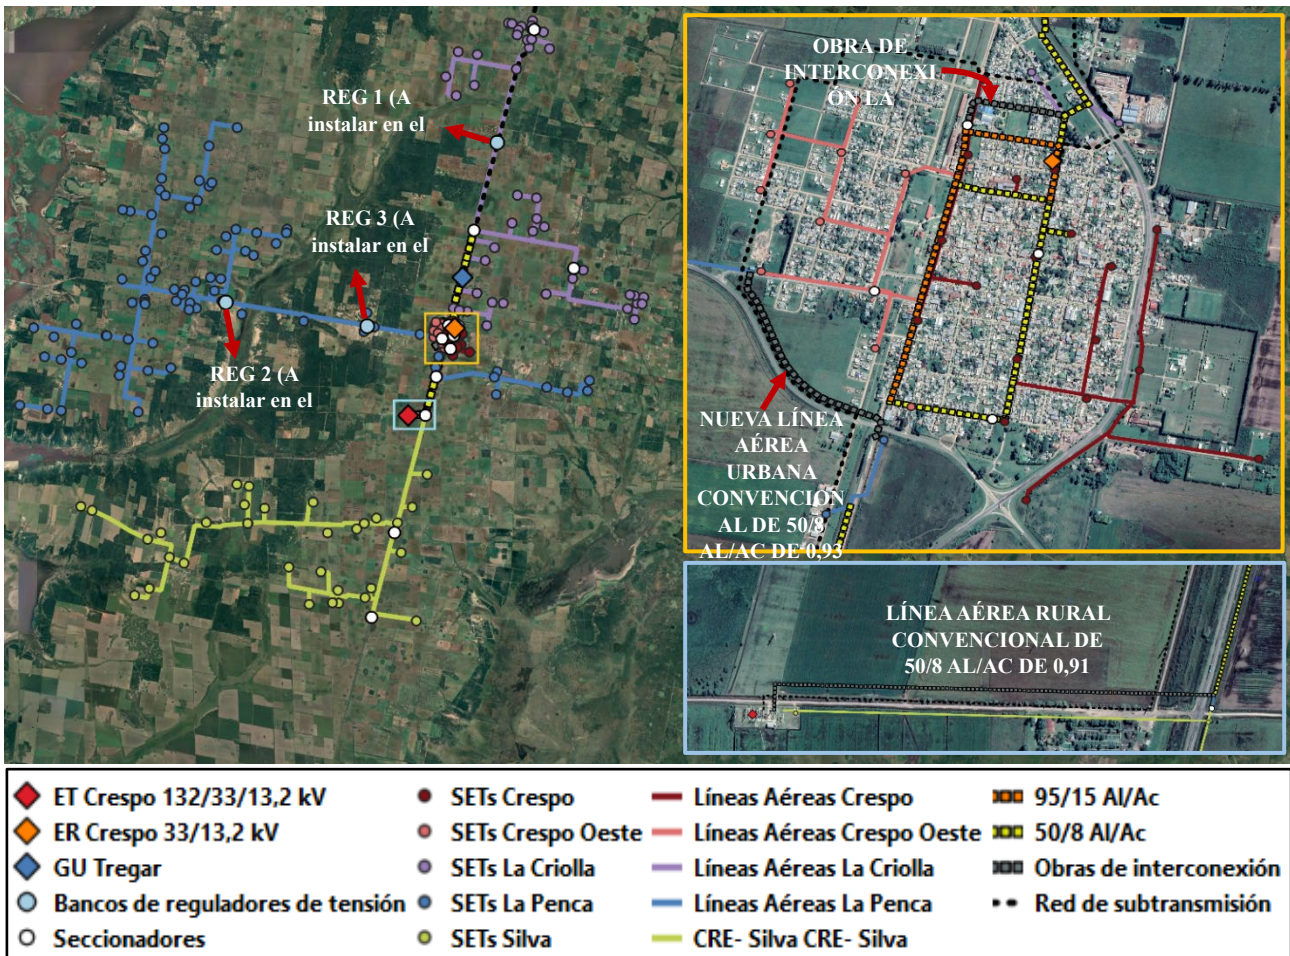 REG 1 (A
instalar en el
REG 3 (A
instalar en el
REG 2 (A
instalar en el
OBRA DE
INTERCONEXI
ÓN LA
NUEVA LÍNEA
AÉREA
URBANA
CONVENCION
AL DE 50/8
AL/AC DE 0,93
LÍNEA AÉREA RURAL
CONVENCIONAL DE
50/8 AL/AC DE 0,91
ET Crespo 132/33/13,2 kV
ER Crespo 33/13,2 kV
GU Tregar
Bancos de reguladores de tensión
Seccionadores
SETs Crespo
SETs Crespo Oeste
SETs La Criolla
SETs La Penca
SETs Silva
Líneas Aéreas Crespo
Líneas Aéreas Crespo Oeste
Líneas Aéreas La Criolla
Líneas Aéreas La Penca
CRE- Silva CRE- Silva
95/15 Al/Ac
50/8 Al/Ac
Obras de interconexión
Red de subtransmisión